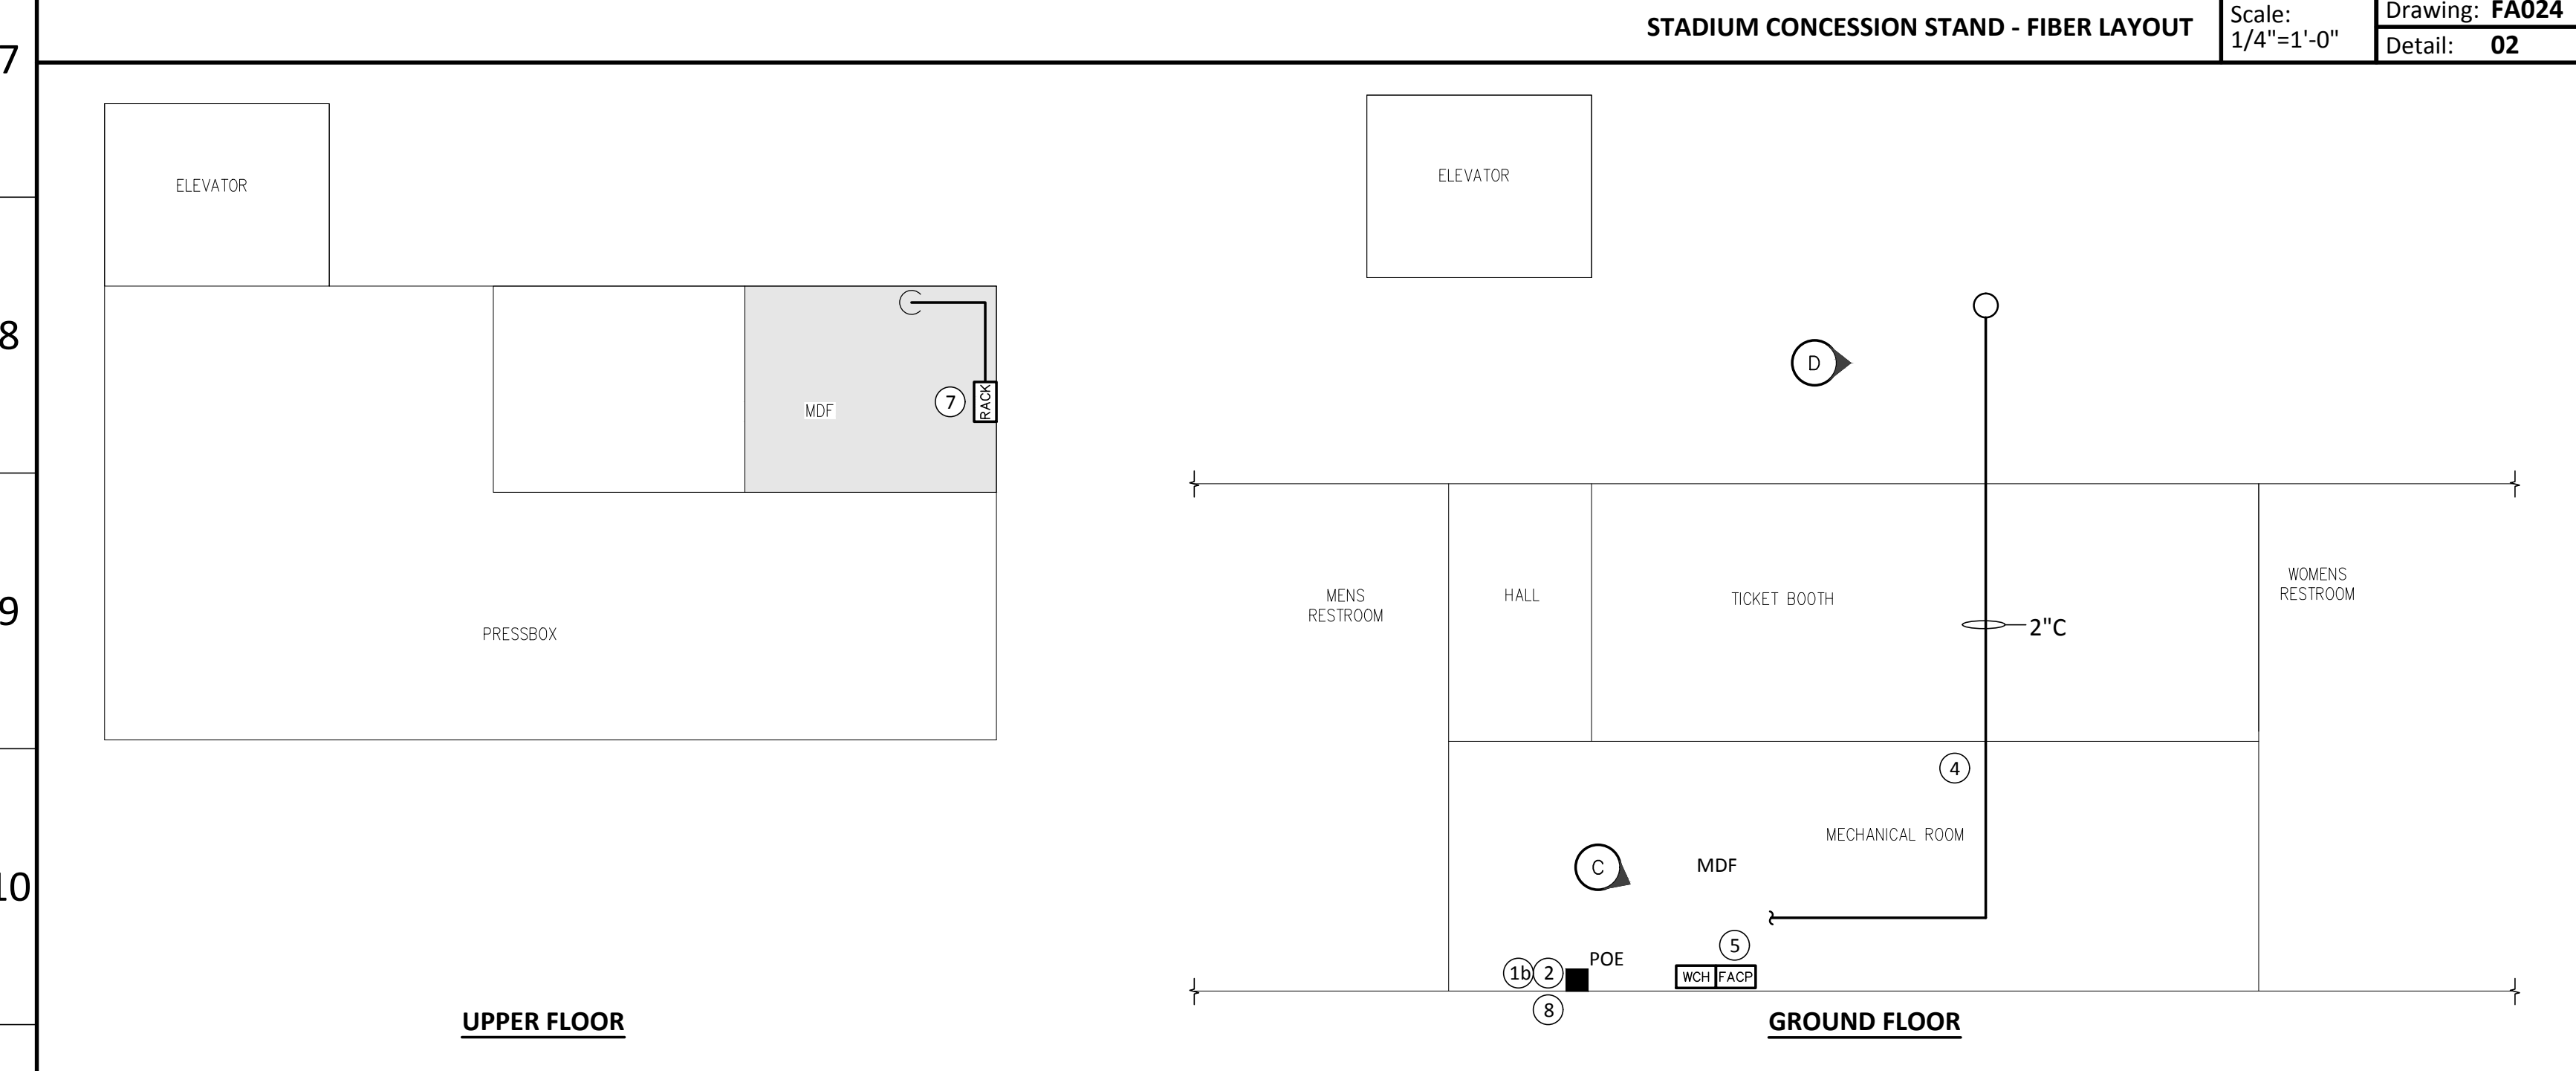 STADIUM CONCESSION STAND - FIBER LAYOUT
Scale:
1/4"=1'-0"
Drawing: FA024
Detail: 02
7
8
9
10
ELEVATOR
MDF
7
RACK
PRESSBOX
UPPER FLOOR
ELEVATOR
D
MENS
RESTROOM
HALL
TICKET BOOTH
2"C
WOMENS
RESTROOM
4
MECHANICAL ROOM
C
MDF
5
POE
1b
2
WCH
FACP
8
GROUND FLOOR